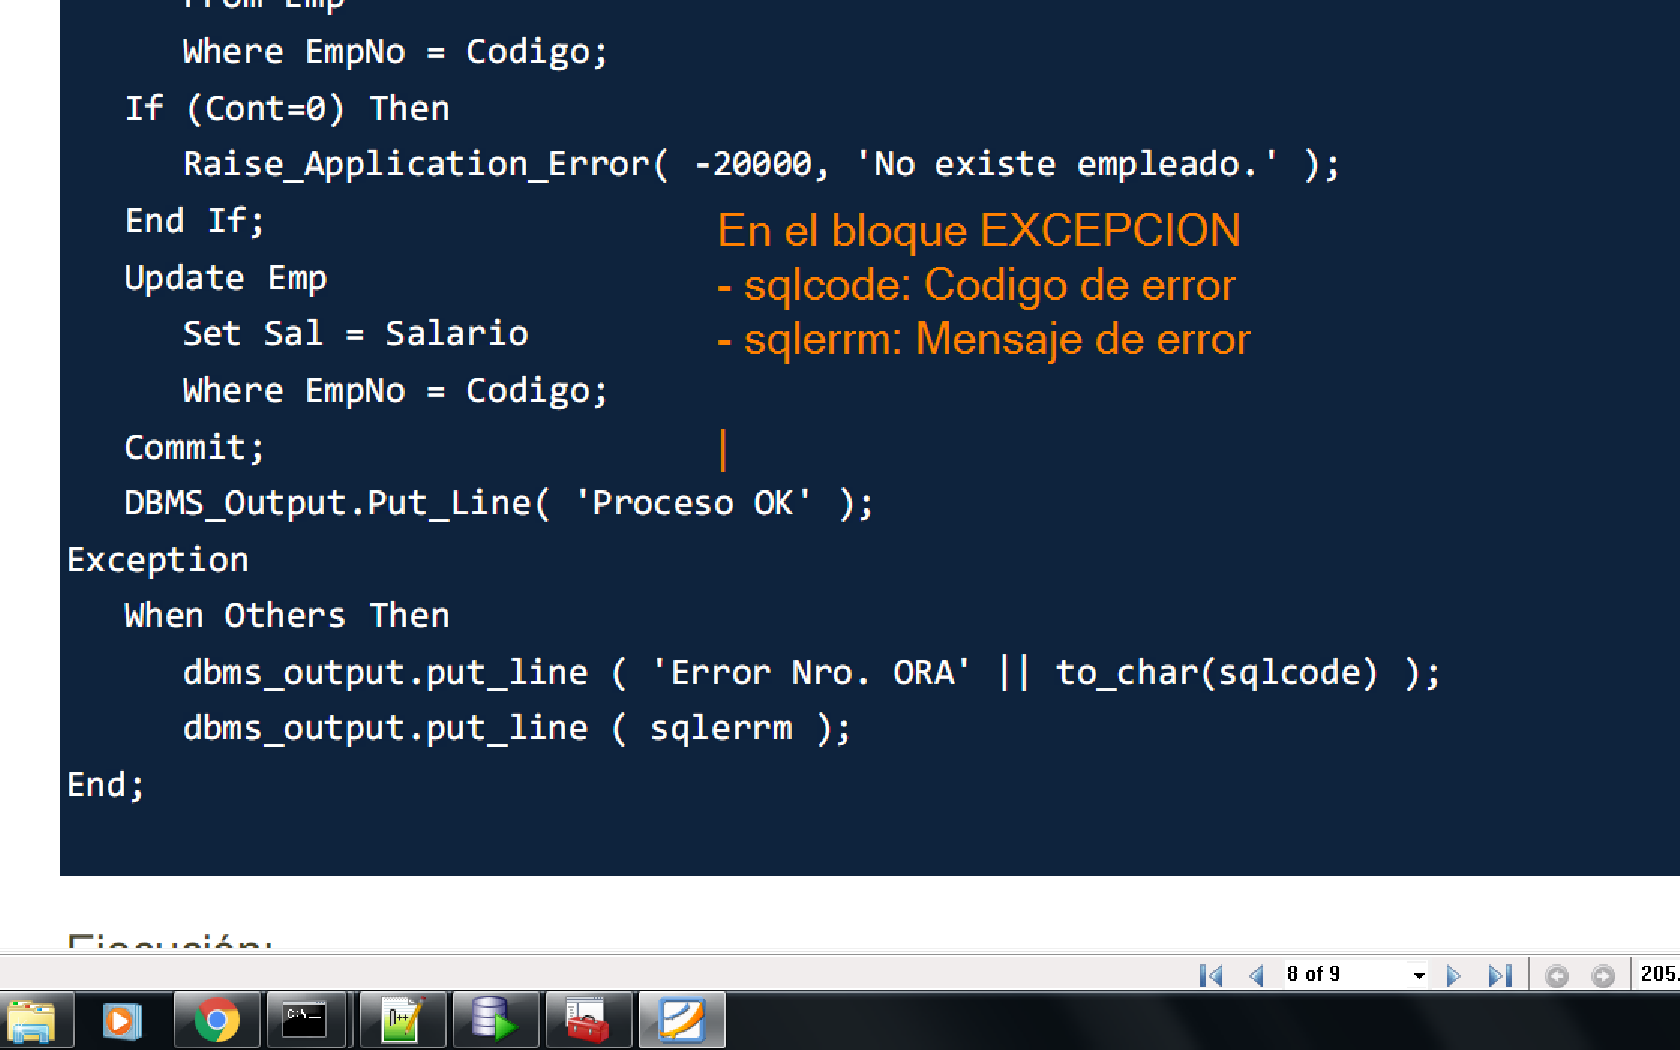 From Emp
Where EmpNo = Codigo;
If (Cont=0) Then
Raise_Application_Error( -20000, 'No existe empleado.' );
End If;
Update Emp
Set Sal = Salario
Where EmpNo = Codigo;
Commit;
DBMS_Output.Put_Line( 'Proceso OK' );
Exception
When Others Then
dbms_output.put_line ( 'Error Nro. ORA' || to_char(sqlcode) );
dbms_output.put_line ( sqlerrm );
End;
En el bloque EXCEPCION
- sqlcode: Codigo de error
- sqlerrm: Mensaje de error
Ejecución:
8 of 9
205.
C:\_